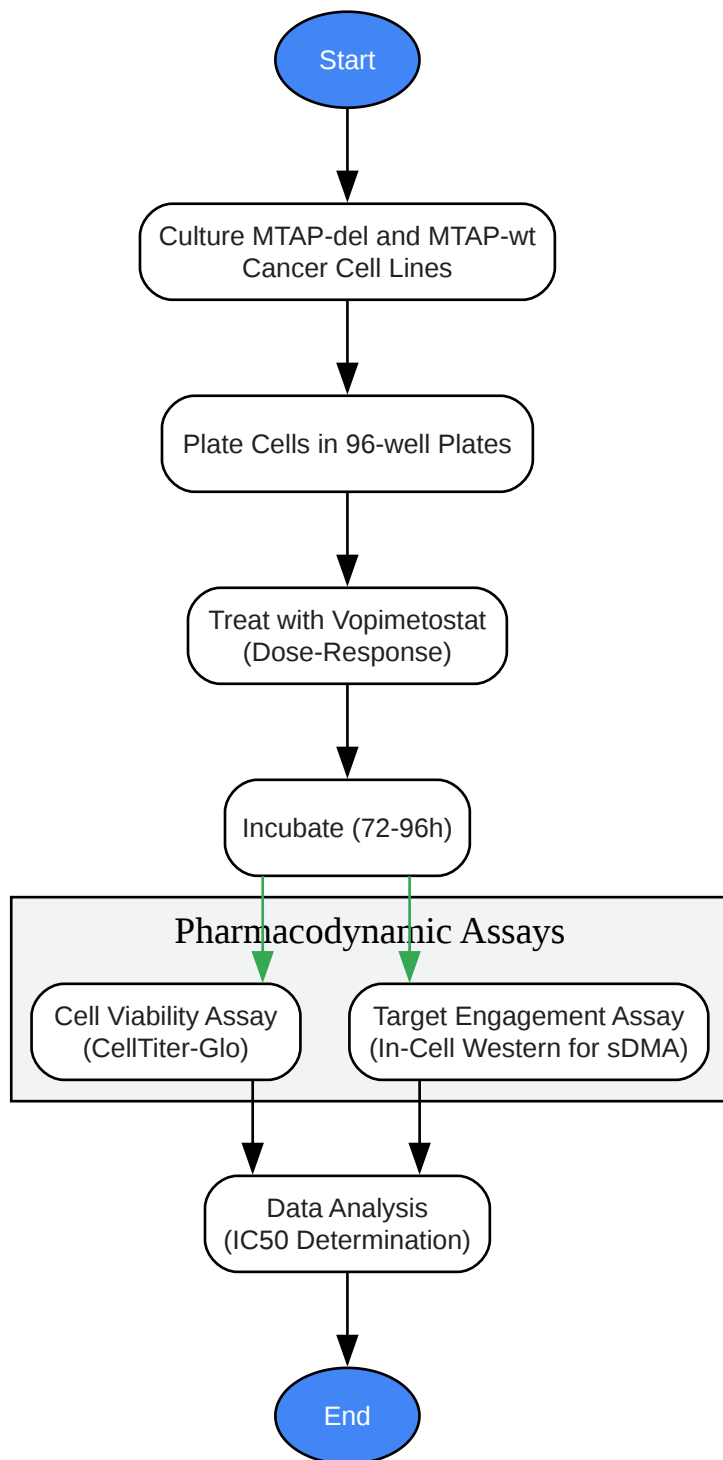 Start
Culture MTAP-del and MTAP-wt
Cancer Cell Lines
Plate Cells in 96-well Plates
Treat with Vopimetostat
(Dose-Response)
Incubate (72-96h)
Pharmacodynamic Assays
Cell Viability Assay
(CellTiter-Glo)
Target Engagement Assay
(In-Cell Western for sDMA)
Data Analysis
(IC50 Determination)
End